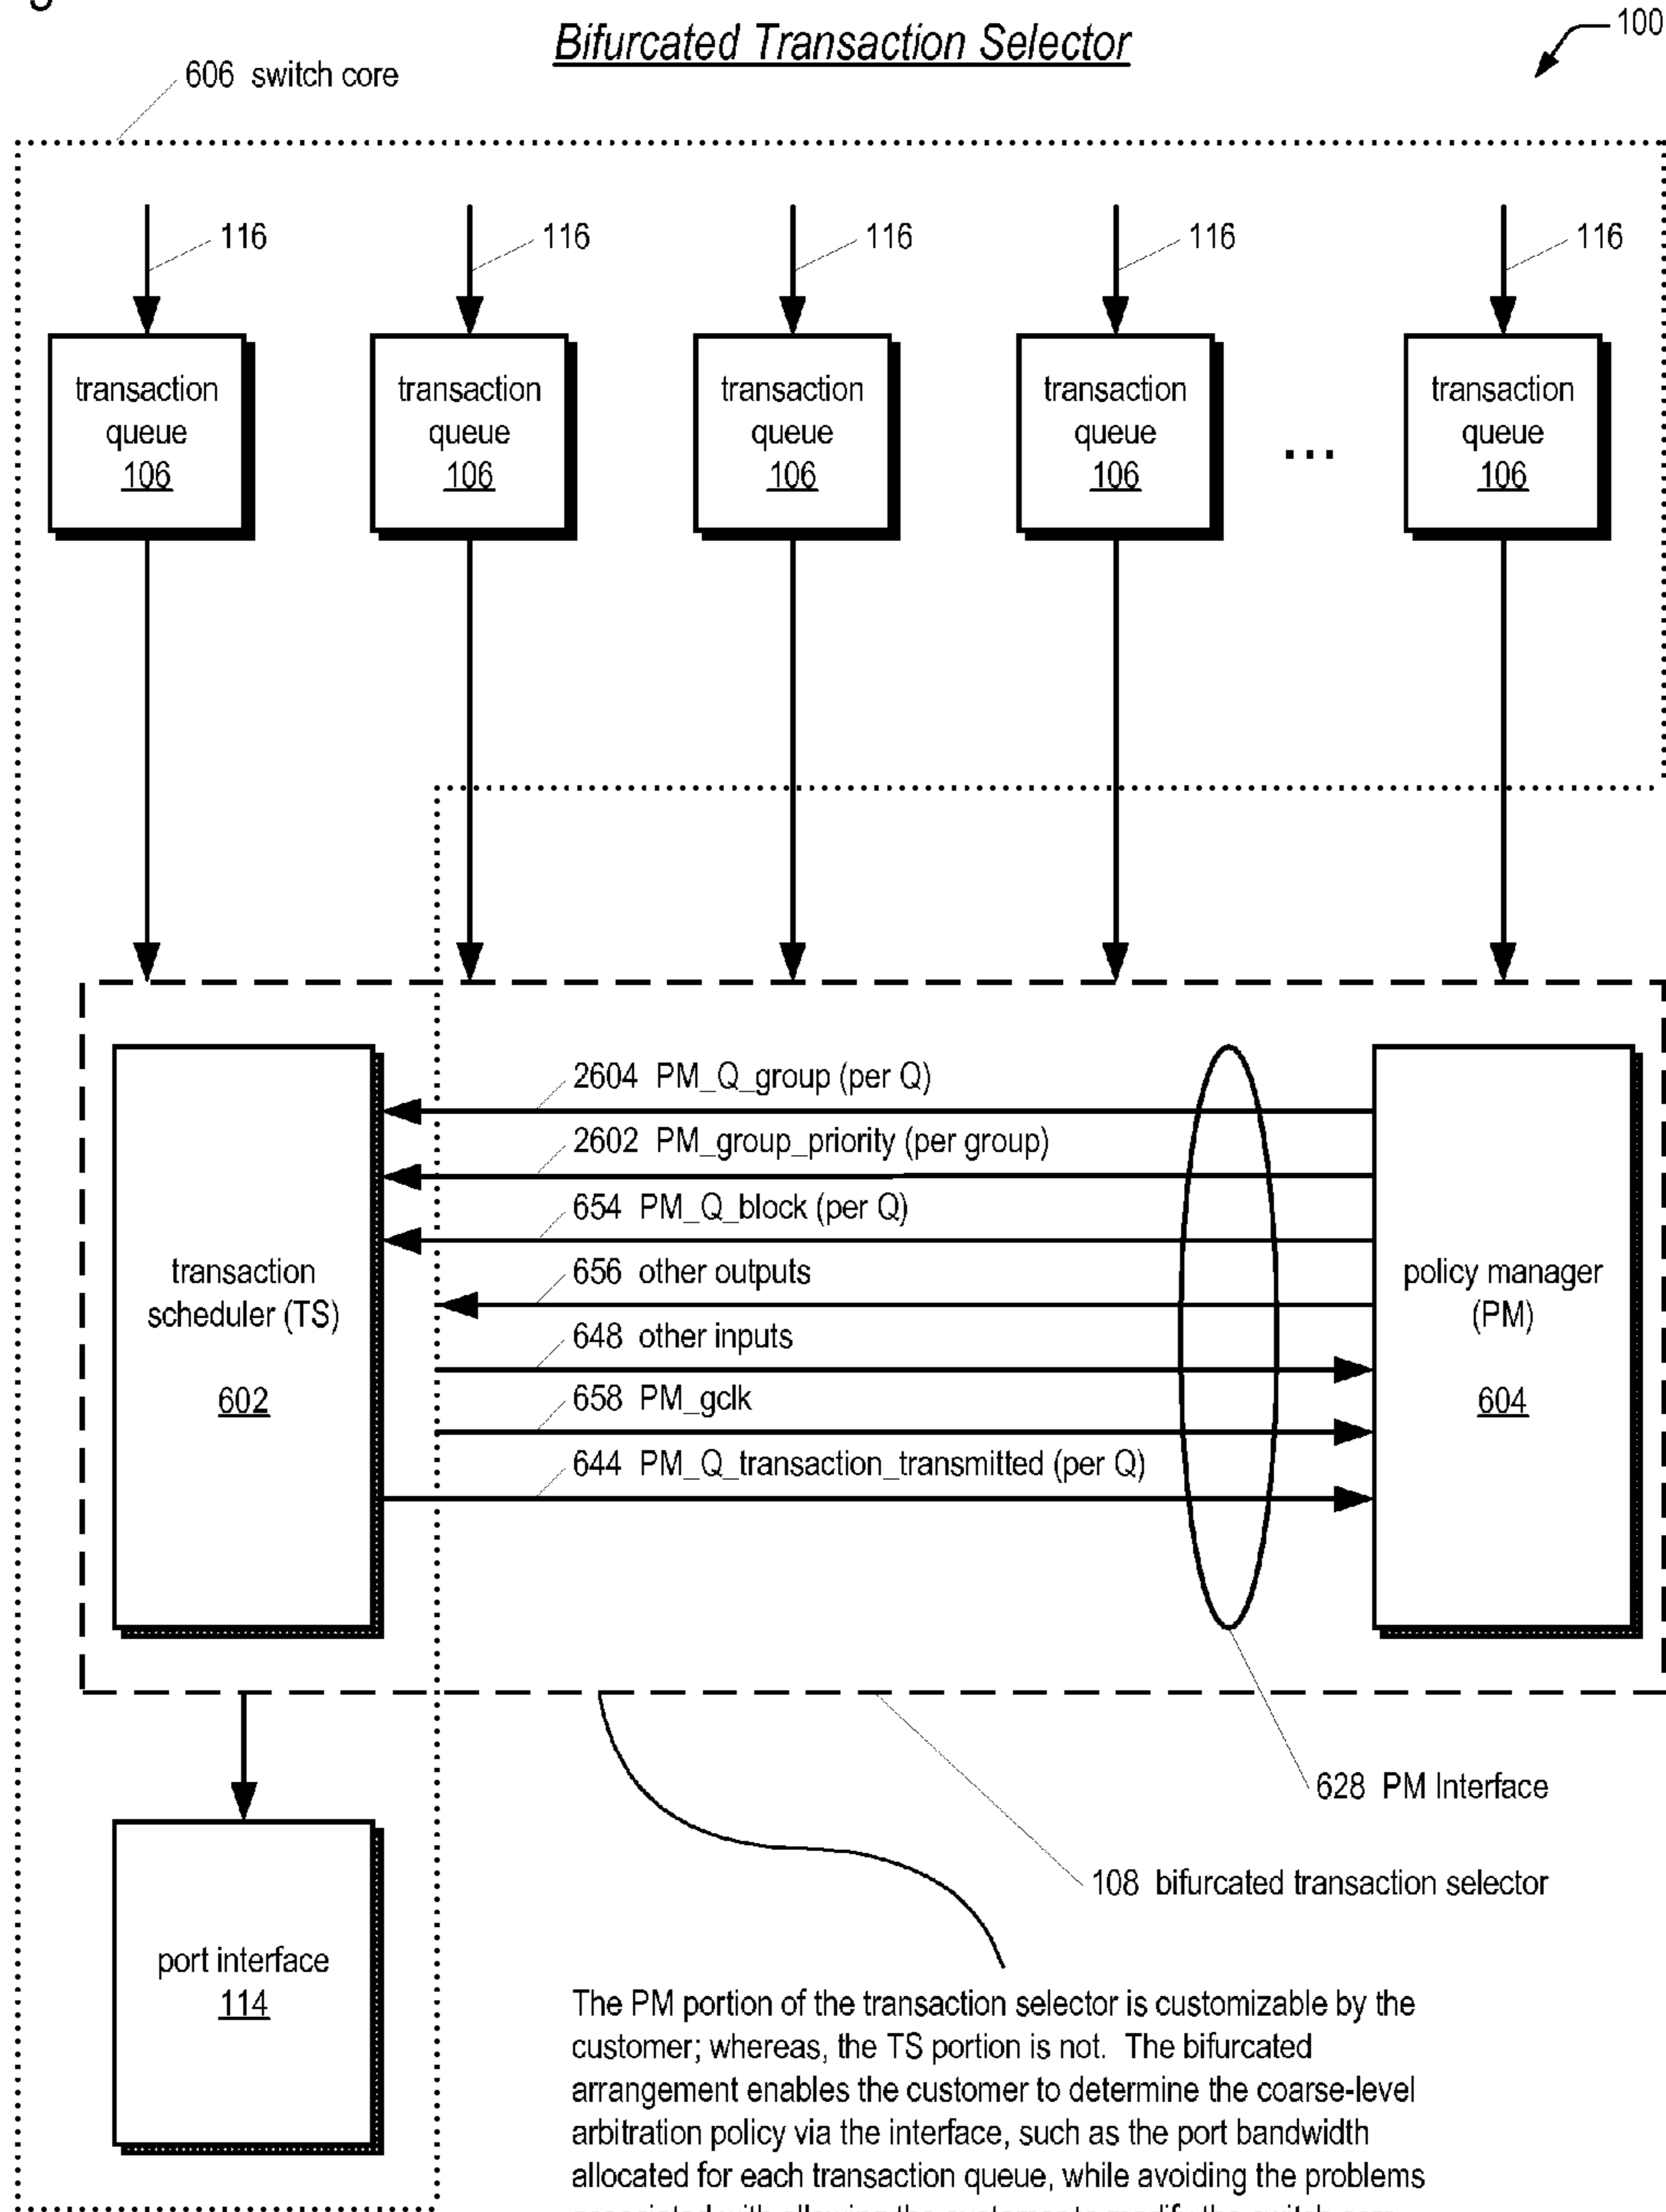 Bifurcated Transaction Selector
100
606 switch core
116
116
116
116
116
transaction
queue
106
transaction
queue
106
transaction
queue
106
transaction
queue
106
...
transaction
queue
106
2604 PM_Q_group (per Q)
2602 PM_group_priority (per group)
654 PM_Q_block (per Q)
656 other outputs
648 other inputs
658 PM_gclk
644 PM_Q_transaction_transmitted (per Q)
transaction
scheduler (TS)
602
policy manager
(PM)
604
628 PM Interface
108 bifurcated transaction selector
port interface
114
The PM portion of the transaction selector is customizable by the
customer; whereas, the TS portion is not. The bifurcated
arrangement enables the customer to determine the coarse-level
arbitration policy via the interface, such as the port bandwidth
allocated for each transaction queue, while avoiding the problems